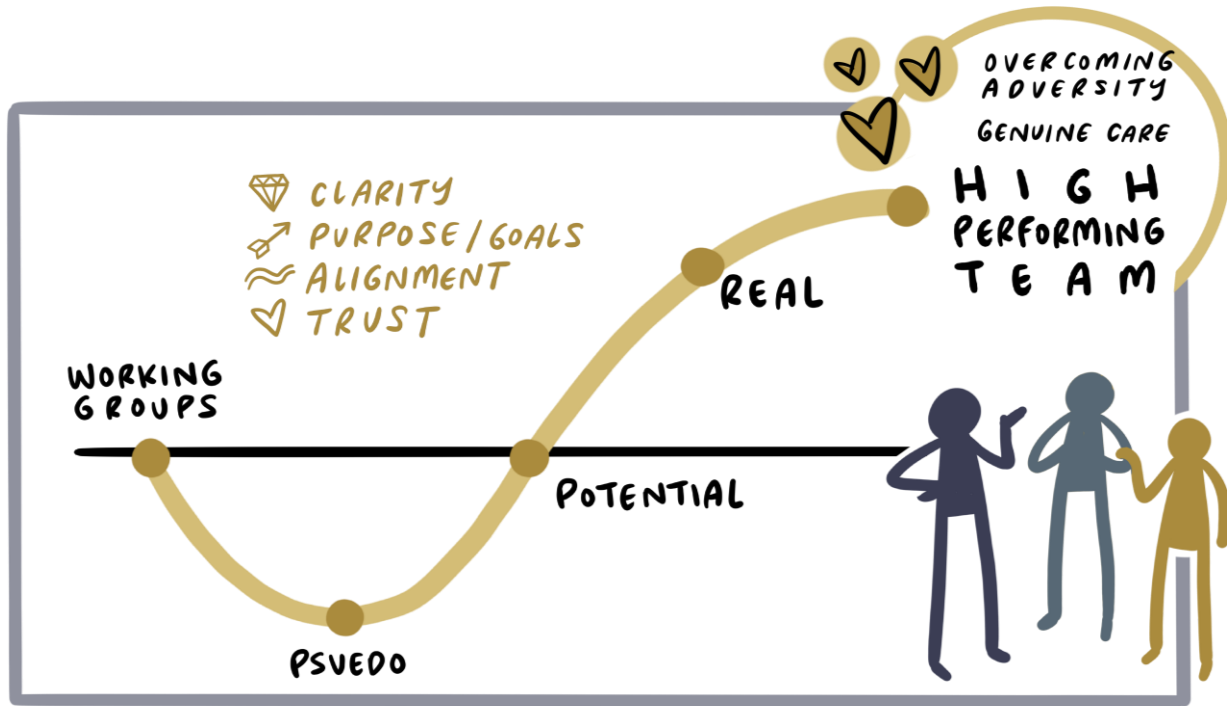 OVERCOMING
ADVERSITY
GENUINE CARE
HIGH
PERFORMING
TEAM
CLARITY
PURPOSE/GOALS
ALIGNMENT
TRUST
REAL
WORKING
GROUPS
POTENTIAL
PSVEDO